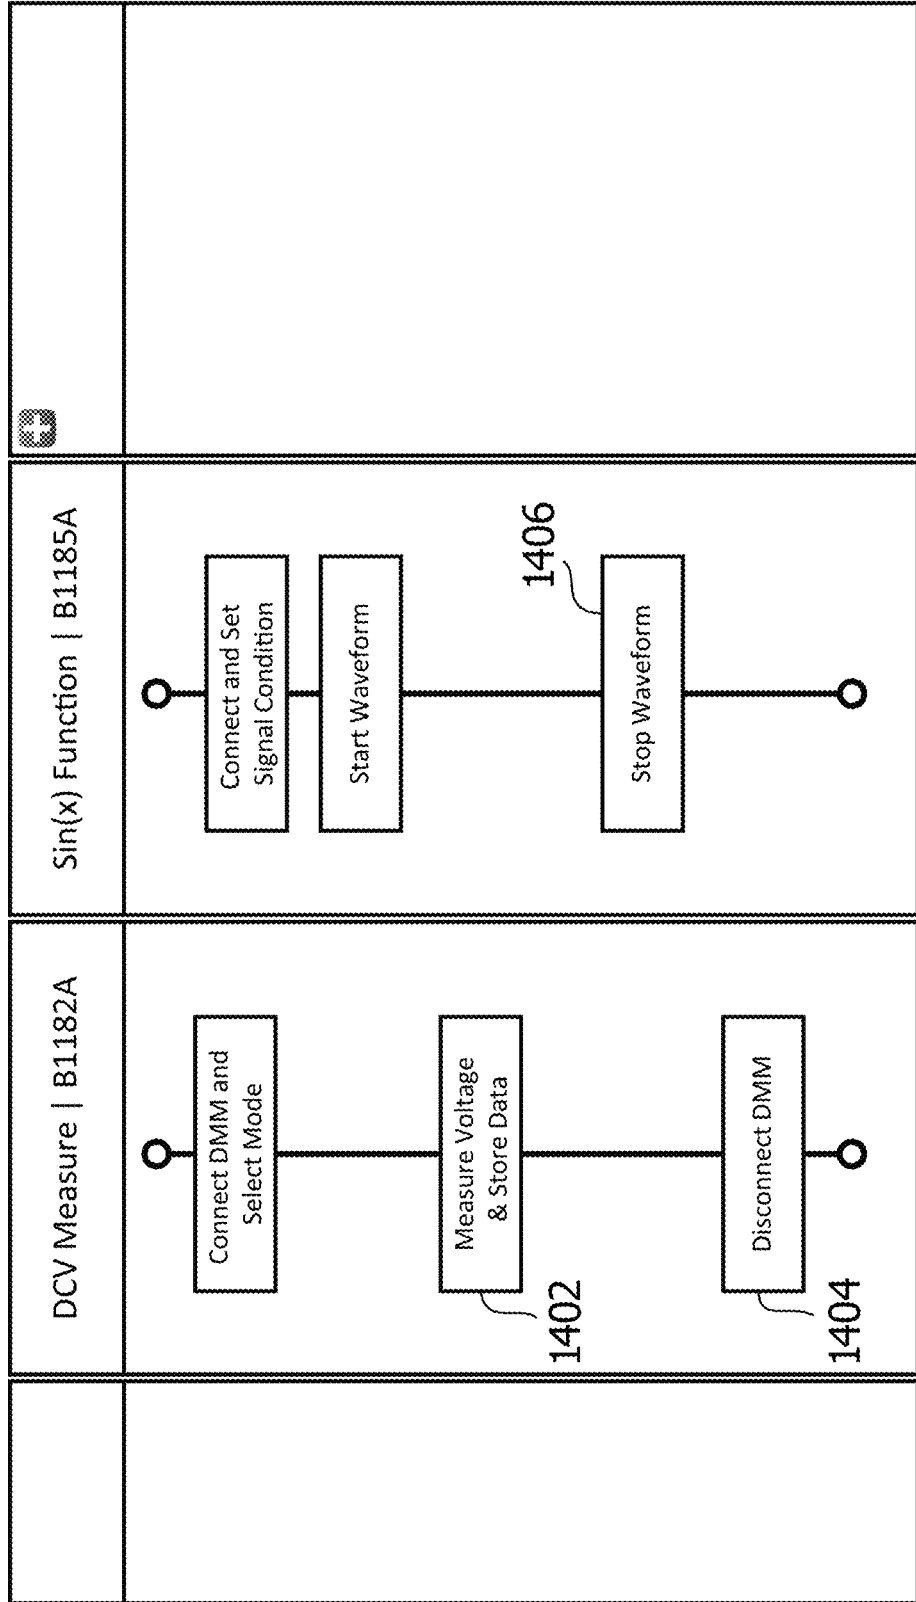 DCV Measure | B1182A
Connect DMM and
Select Mode
Measure Voltage
& Store Data
1402
Disconnect DMM
1404
Sin(x) Function | B1185A
Connect and Set
Signal Condition
Start Waveform
Stop Waveform
1406